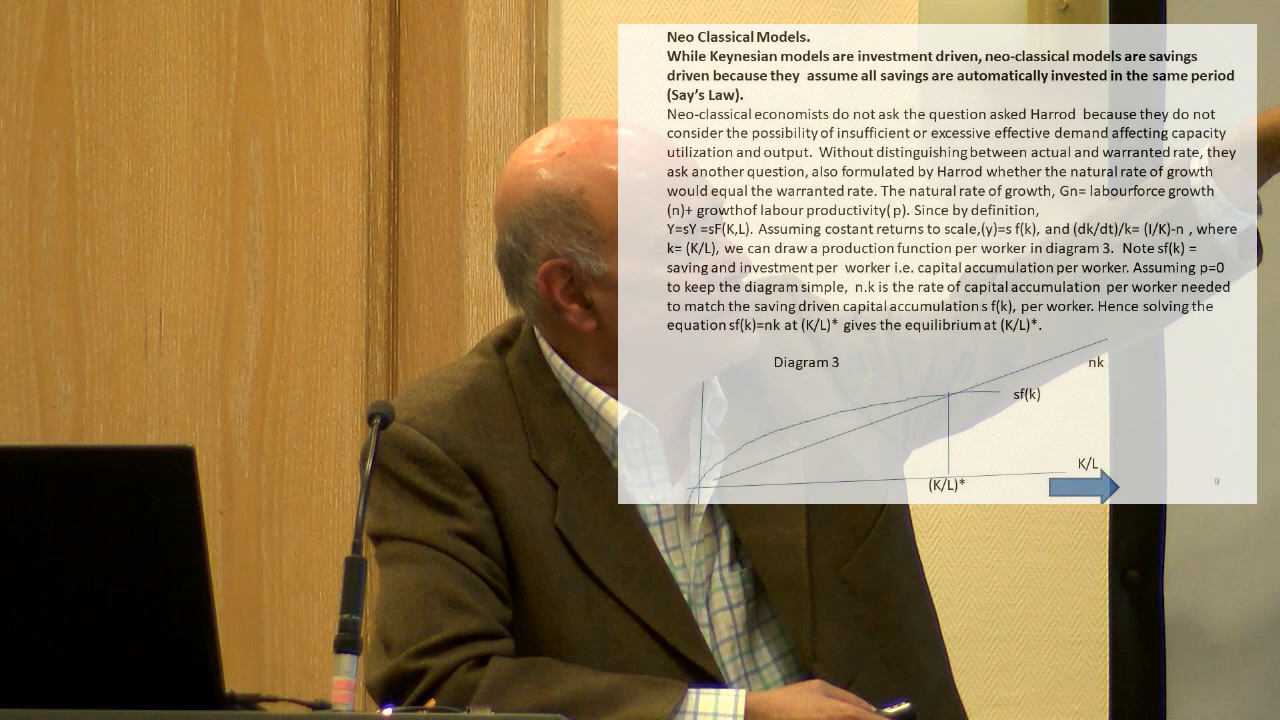 Neo Classical Models.
While Keynesian models are investment driven, neo-classical models are savings
driven because they  assume all savings are automatically invested in the same period
(Say's Law).
Neo-classical economists do not ask the question asked Harrod  because they do not
consider the possibility of insufficient or excessive effective demand affecting capacity
utilization and output.  Without distinguishing between actual and warranted rate, they
ask another question, also formulated by Harrod whether the natural rate of growth
would equal the warranted rate. The natural rate of growth, Gn= labourforce growth
(n)+ growthof labour productivity( p). Since by definition,
Y=sY =sF(K,L). Assuming costant returns to scale,(y)=s f(k), and (dk/dt)/k= (I/K)-n , where
k= (K/L), we can draw a production function per worker in diagram 3.  Note sf(k) =
saving and investment per  worker i.e. capital accumulation per worker. Assuming p=0
to keep the diagram simple,  n.k is the rate of capital accumulation  per worker needed
to match the saving driven capital accumulation s f(k), per worker. Hence solving the
equation sf(k)=nk at (K/L)* gives the equilibrium at (K/L)*.
Diagram 3
nk
sf(k)
K/L
(K/L)*
9